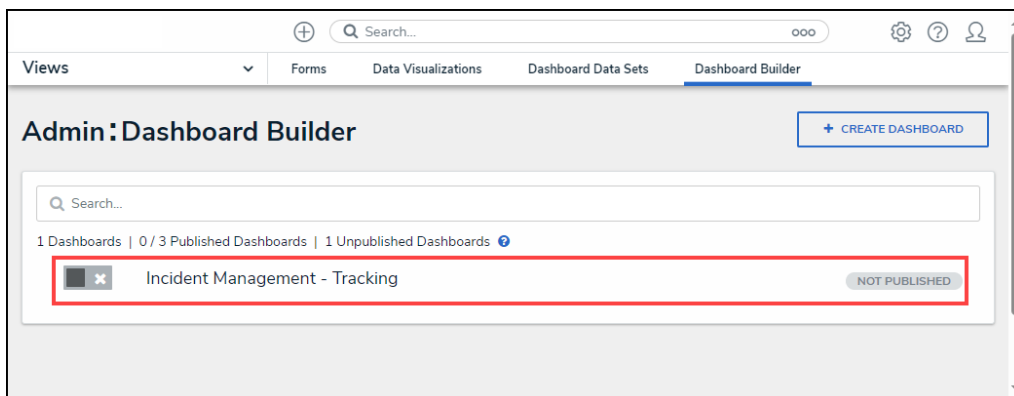 Search...
Views Forms Data Visualizations Dashboard Data Sets Dashboard Builder
Admin:Dashboard Builder
+ CREATE DASHBOARD
Search...
1 Dashboards | 0 / 3 Published Dashboards | 1 Unpublished Dashboards
Incident Management - Tracking NOT PUBLISHED